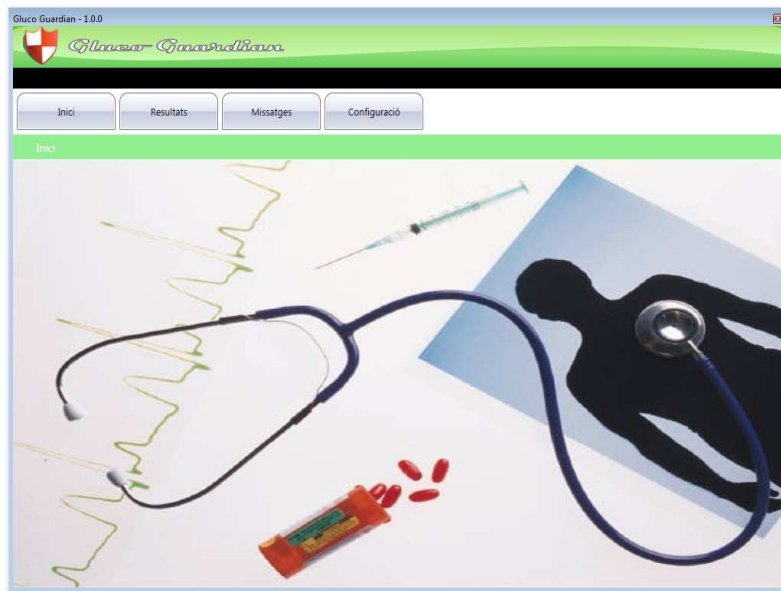 Gluco Guardian - 1.0.0
Gluco Guardian
Inici
Resultats
Missatges
Configuració
Inici